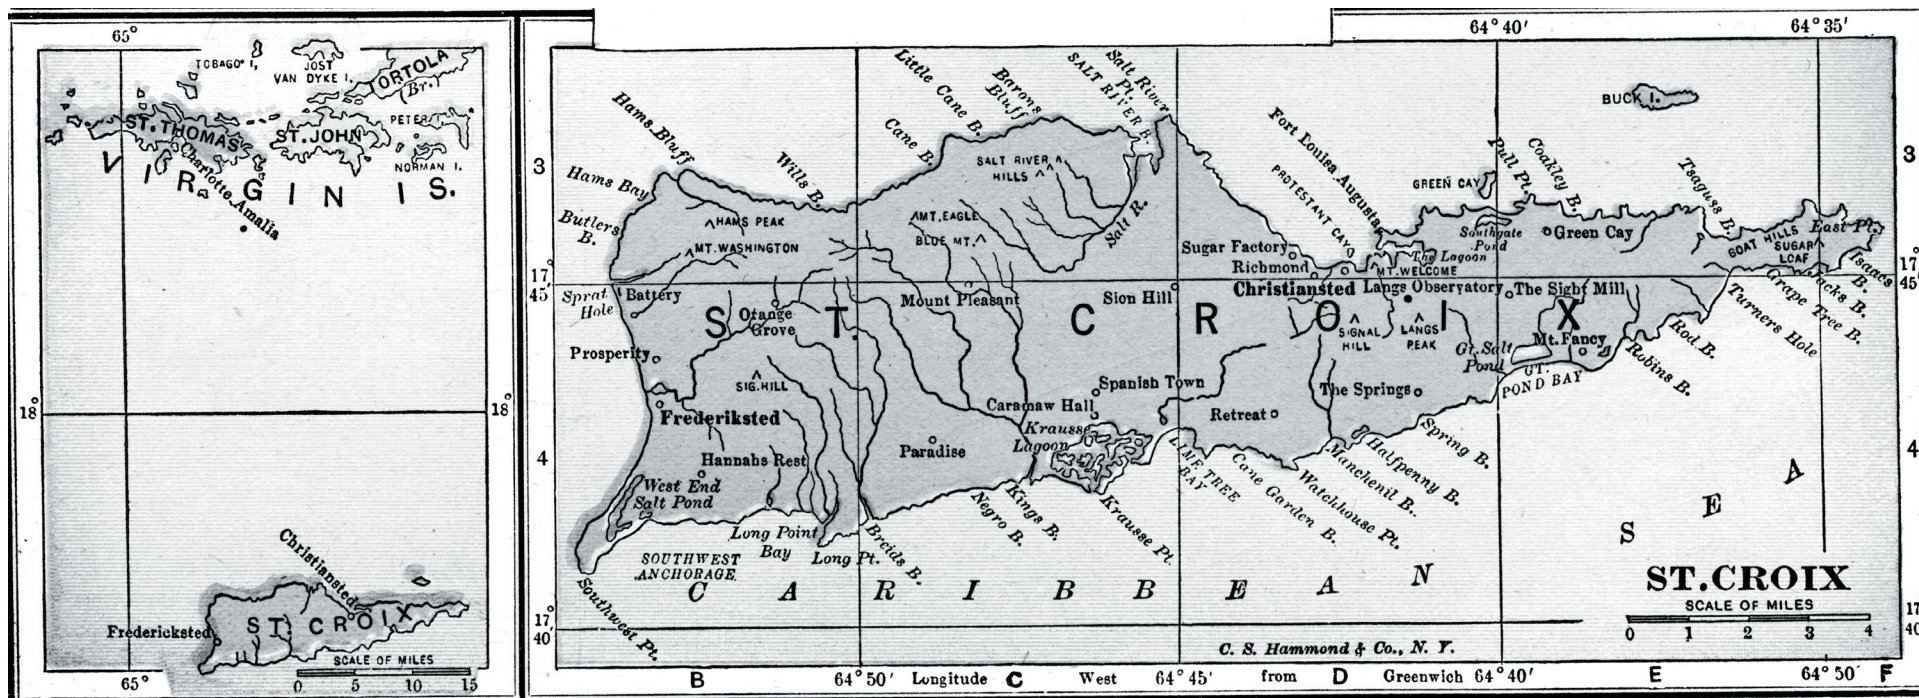 65°
TOBAGO I,
JOST
VAN DYKE I.
TORTOLA
(Br.)
ST. THOMAS
ST. JOHN
PETER I.
NORMAN I.
VIRGIN IS.
Charlotte Amalia
18°
18°
Christiansted
Fredericksted
ST. CROIX
SCALE OF MILES
0 5 10 15
65°
64°40'
64°35'
3
3
Hams Bluff
Hams Bay
Butlers
B.
Wills B.
Cane B.
Little Cane B.
Barons
Bluff
SALT
RIVER B.
Salt River
Pt.
SALT RIVER
HILLS
Salt R.
HAMS PEAK
MT. WASHINGTON
MT. EAGLE
BLUE MT.
Fort Louisa Augusta
PROTESTANT CAY
BUCK I.
GREEN CAY
Pull Pt.
Coakley B.
Tsaguss B.
Southgate
Pond
Green Cay
GOAT HILLS
East Pt.
SUGAR
LOAF
Isaacs
B.
Jacks B.
Grape Tree B.
Turners Hole
Rod. B.
Robins B.
Sugar Factory
Richmond
The Lagoon
MT. WELCOME
17°
45'
17°
45'
Sprat
Hole
Battery
Orange
Grove
Mount Pleasant
Sion Hill
Christiansted
Langs Observatory
The Sight Mill
ST. CROIX
SIGNAL
HILL
LANGS
PEAK
Mt. Fancy
Gt. Salt
Pond
GT.
POND BAY
Prosperity
SIG. HILL
Spanish Town
The Springs
Caramaw Hall
Retreat
Frederiksted
Krausse
Lagoon
Paradise
Hannahs Rest
4
4
West End
Salt Pond
LIME TREE
BAY
Cane Garden
B.
Watchhouse Pt.
Manchenil B.
Halfpenny B.
Spring B.
Krausse Pt.
Kings B.
Negro B.
Long Point
Bay
Long Pt.
Breids B.
SOUTHWEST
ANCHORAGE
Southwest Pt.
CARIBBEAN SEA
ST. CROIX
SCALE OF MILES
0 1 2 3 4
17°
40'
17
40
C. S. Hammond & Co., N. Y.
B 64°50' Longitude C West 64°45' from D Greenwich 64°40' E 64°50' F